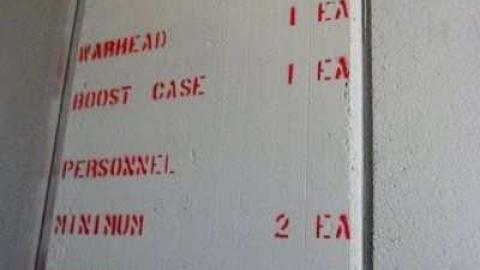 WARHEAD 1 EA
BOOST CASE 1 EA
PERSONNEL
MINIMUM 2 EA